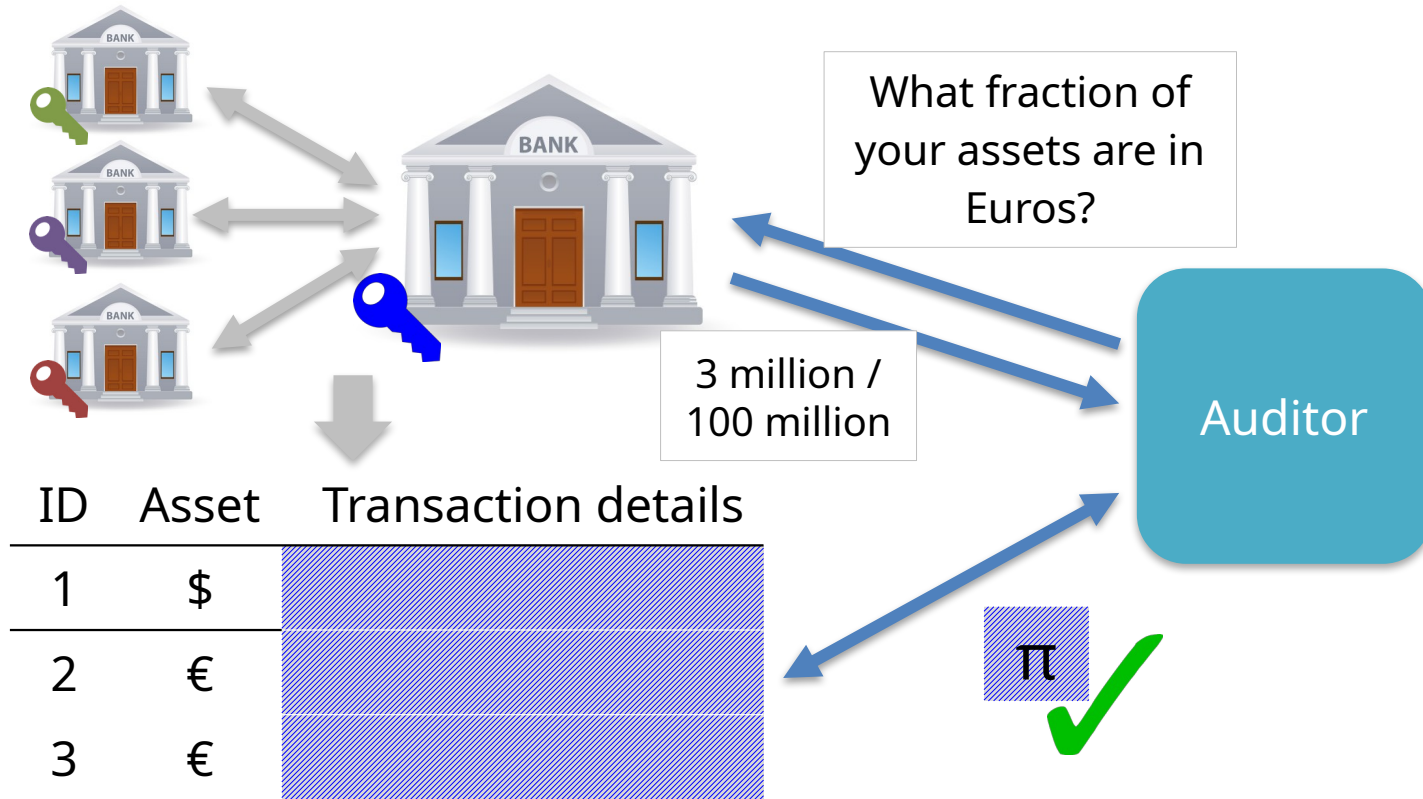 BANK
BANK
BANK
BANK
What fraction of
your assets are in
Euros?
3 million /
100 million
Auditor
ID Asset Transaction details
1 $
2 €
3 €
π